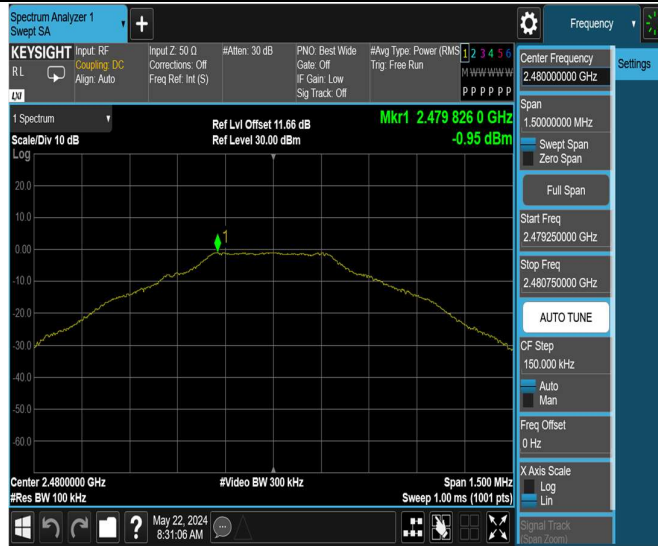 Spectrum Analyzer 1
Swept SA
+
Frequency
KEYSIGHT
Input: RF
Coupling: DC
Align: Auto
Input Z: 50 Ω
Corrections: Off
Freq Ref: Int (S)
#Atten: 30 dB
PNO: Best Wide
Gate: Off
IF Gain: Low
Sig Track: Off
#Avg Type: Power (RMS
Trig: Free Run
1 2 3 4 5 6
M W W W W W
P P P P P P
R L
LXI
Center Frequency
2.480000000 GHz
Settings
Span
1.50000000 MHz
Swept Span
Zero Span
Full Span
Start Freq
2.479250000 GHz
Stop Freq
2.480750000 GHz
AUTO TUNE
CF Step
150.000 kHz
Auto
Man
Freq Offset
0 Hz
X Axis Scale
Log
Lin
Signal Track
(Span Zoom)
1 Spectrum
Scale/Div 10 dB
Ref Lvl Offset 11.66 dB
Ref Level 30.00 dBm
Mkr1 2.479 826 0 GHz
-0.95 dBm
Log
20.0
10.0
0.00
-10.0
-20.0
-30.0
-40.0
-50.0
-60.0
1
Center 2.4800000 GHz
#Res BW 100 kHz
#Video BW 300 kHz
Span 1.500 MHz
Sweep 1.00 ms (1001 pts)
?
May 22, 2024
8:31:06 AM